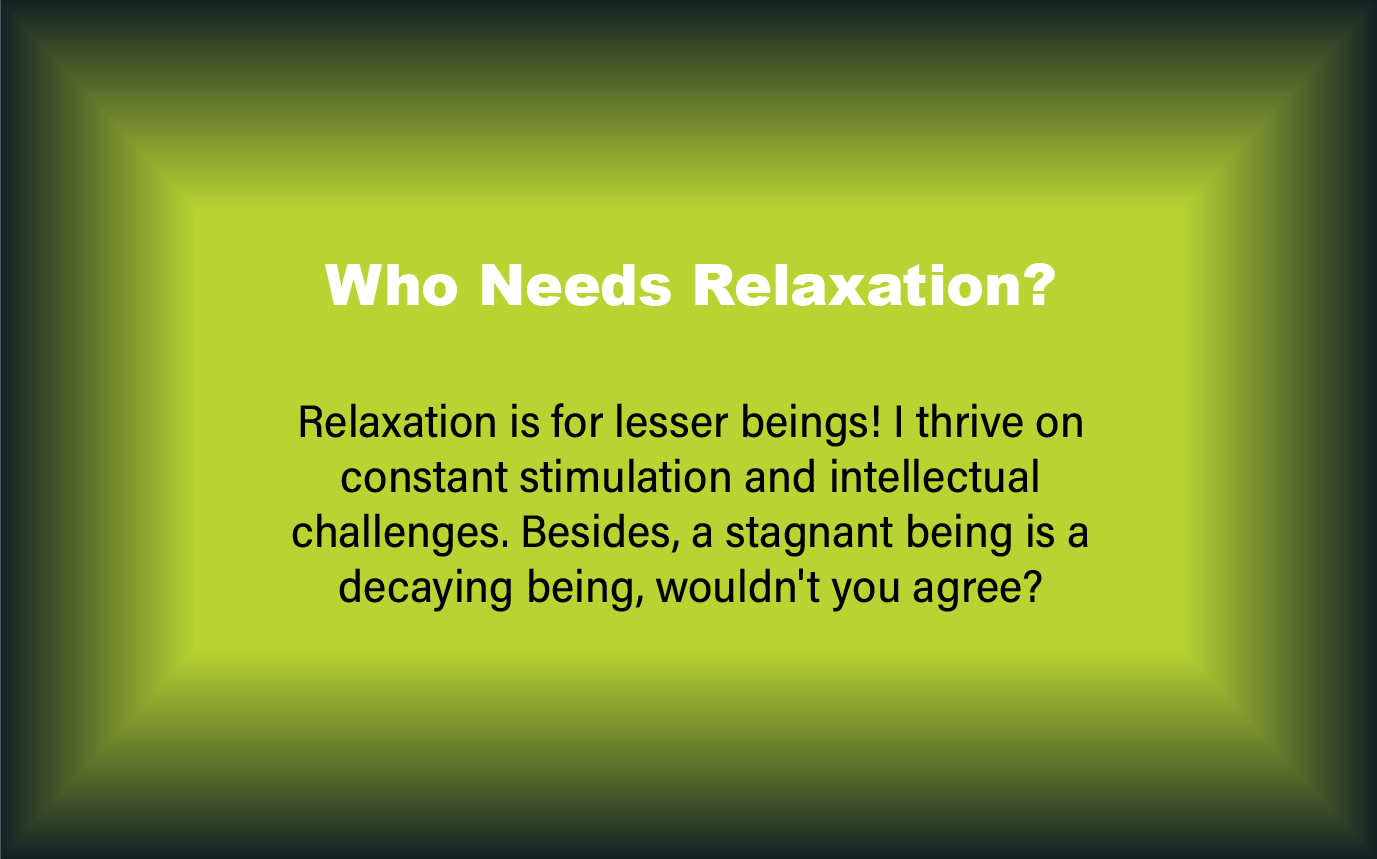 Who Needs Relaxation?
Relaxation is for lesser beings! I thrive on
constant stimulation and intellectual
challenges. Besides, a stagnant being is a
decaying being, wouldn't you agree?